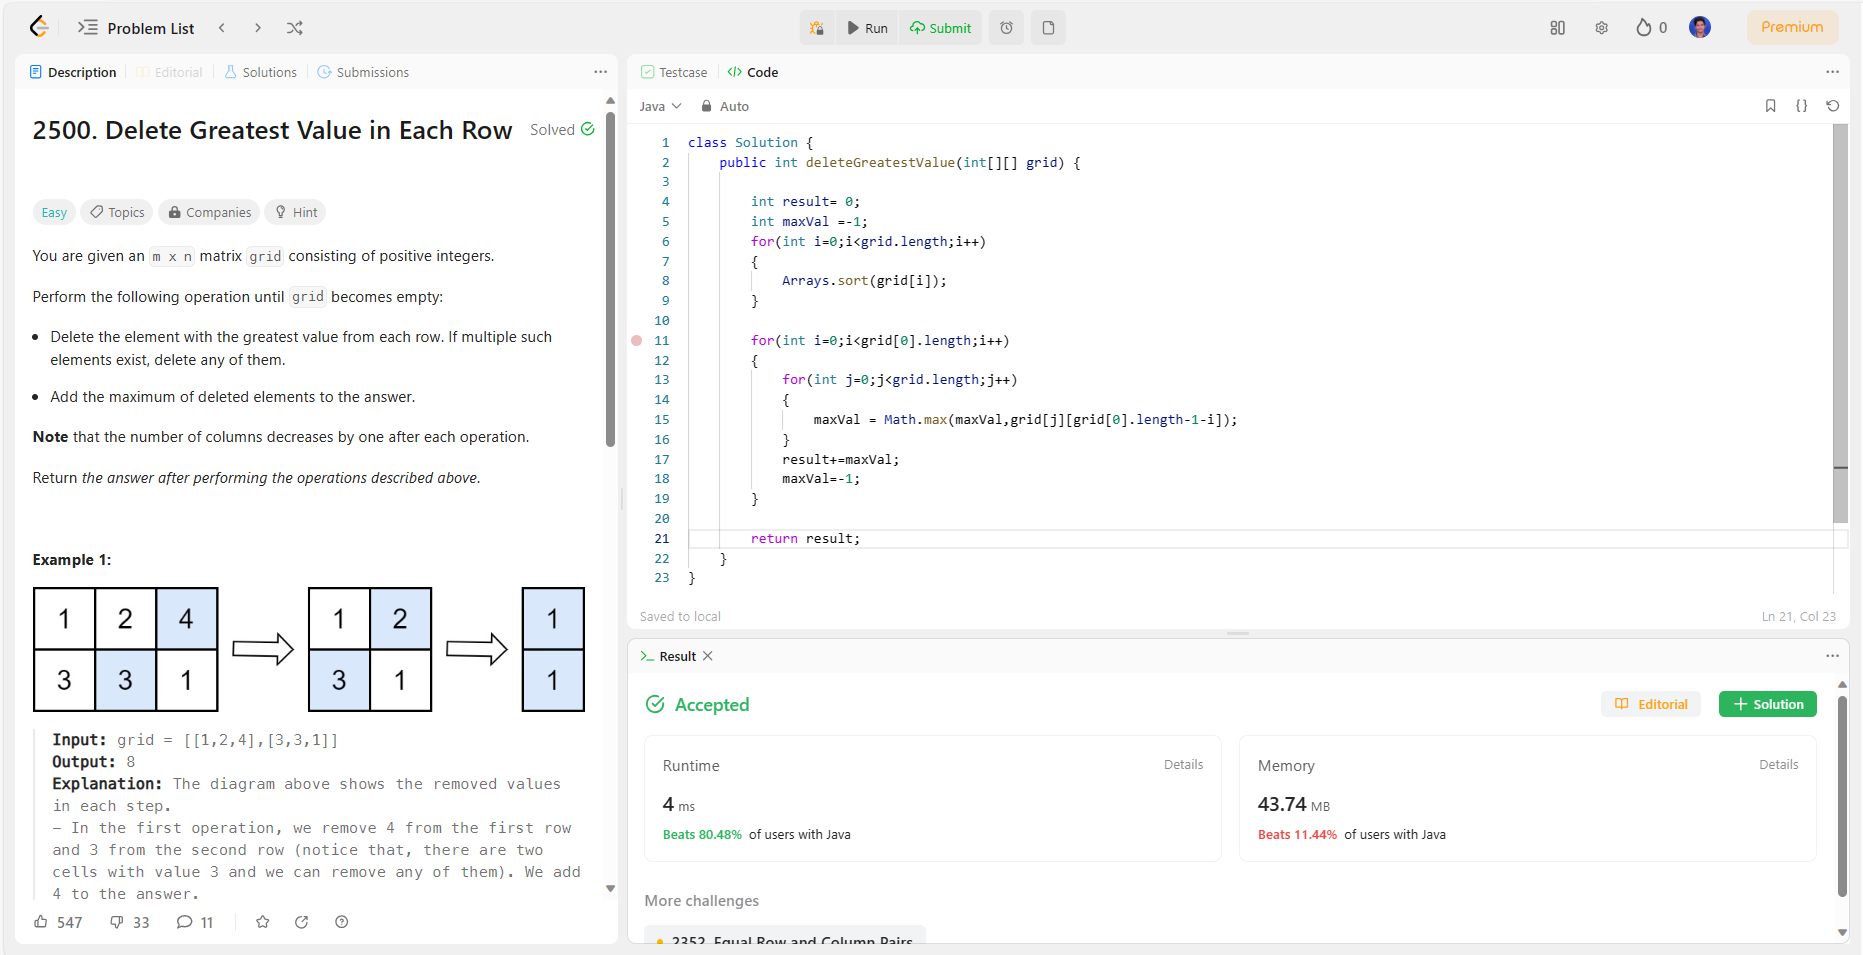 Problem List
Run
Submit
0
Premium
Description
Editorial
Solutions
Submissions
2500. Delete Greatest Value in Each Row
Solved
Easy
Topics
Companies
Hint
You are given an m x n matrix grid consisting of positive integers.
Perform the following operation until grid becomes empty:
• Delete the element with the greatest value from each row. If multiple such
elements exist, delete any of them.
• Add the maximum of deleted elements to the answer.
Note that the number of columns decreases by one after each operation.
Return the answer after performing the operations described above.
Example 1:
1 2 4 1 2 1
3 3 1 3 1 1
Input: grid = [[1,2,4],[3,3,1]]
Output: 8
Explanation: The diagram above shows the removed values
in each step.
– In the first operation, we remove 4 from the first row
and 3 from the second row (notice that, there are two
cells with value 3 and we can remove any of them). We add
4 to the answer.
547
33
11
Testcase
Code
Java
Auto
{}
1 class Solution {
2 public int deleteGreatestValue(int[][] grid) {
3
4 int result= 0;
5 int maxVal =-1;
6 for(int i=0;i<grid.length;i++)
7 {
8 Arrays.sort(grid[i]);
9 }
10
11 for(int i=0;i<grid[0].length;i++)
12 {
13 for(int j=0;j<grid.length;j++)
14 {
15 maxVal = Math.max(maxVal,grid[j][grid[0].length-1-i]);
16 }
17 result+=maxVal;
18 maxVal=-1;
19 }
20
21 return result;
22 }
23 }
Saved to local
Ln 21, Col 23
Result
Accepted
Editorial
Solution
Runtime
Details
4 ms
Beats 80.48% of users with Java
Memory
Details
43.74 MB
Beats 11.44% of users with Java
More challenges
2352. Equal Row and Column Pairs